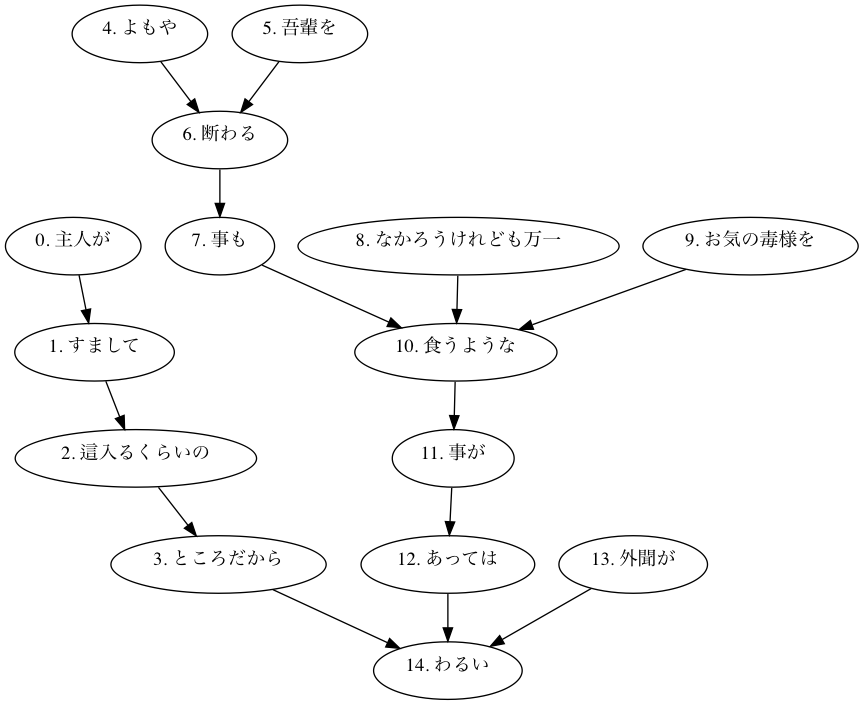 4. よもや
5. 吾輩を
6. 断わる
0. 主人が
7. 事も
8. なかろうけれども万一
9. お気の毒様を
1. すまして
10. 食うような
2. 這入るくらいの
11. 事が
3. ところだから
12. あっては
13. 外聞が
14. わるい